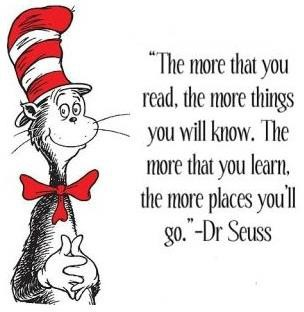 “The more that you
read, the more things
you will know. The
more that you learn,
the more places you'll
go.”-Dr Seuss